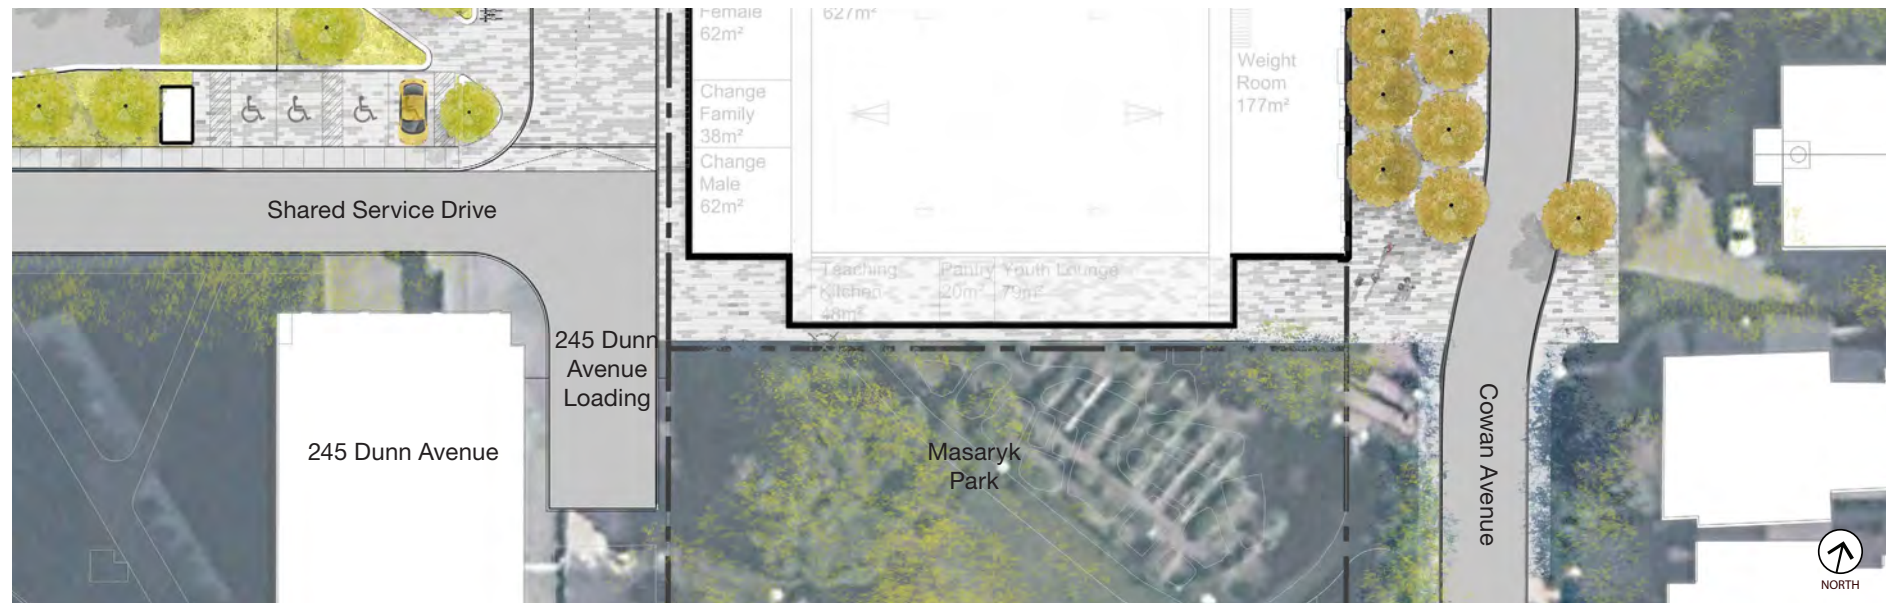 Female
62m²
627m²
Change
Family
38m²
Change
Male
62m²
Weight
Room
177m²
Shared Service Drive
Teaching
Kitchen
48m²
Pantry
20m²
Youth Lounge
79m²
245 Dunn
Avenue
Loading
245 Dunn Avenue
Masaryk
Park
Cowan Avenue
NORTH